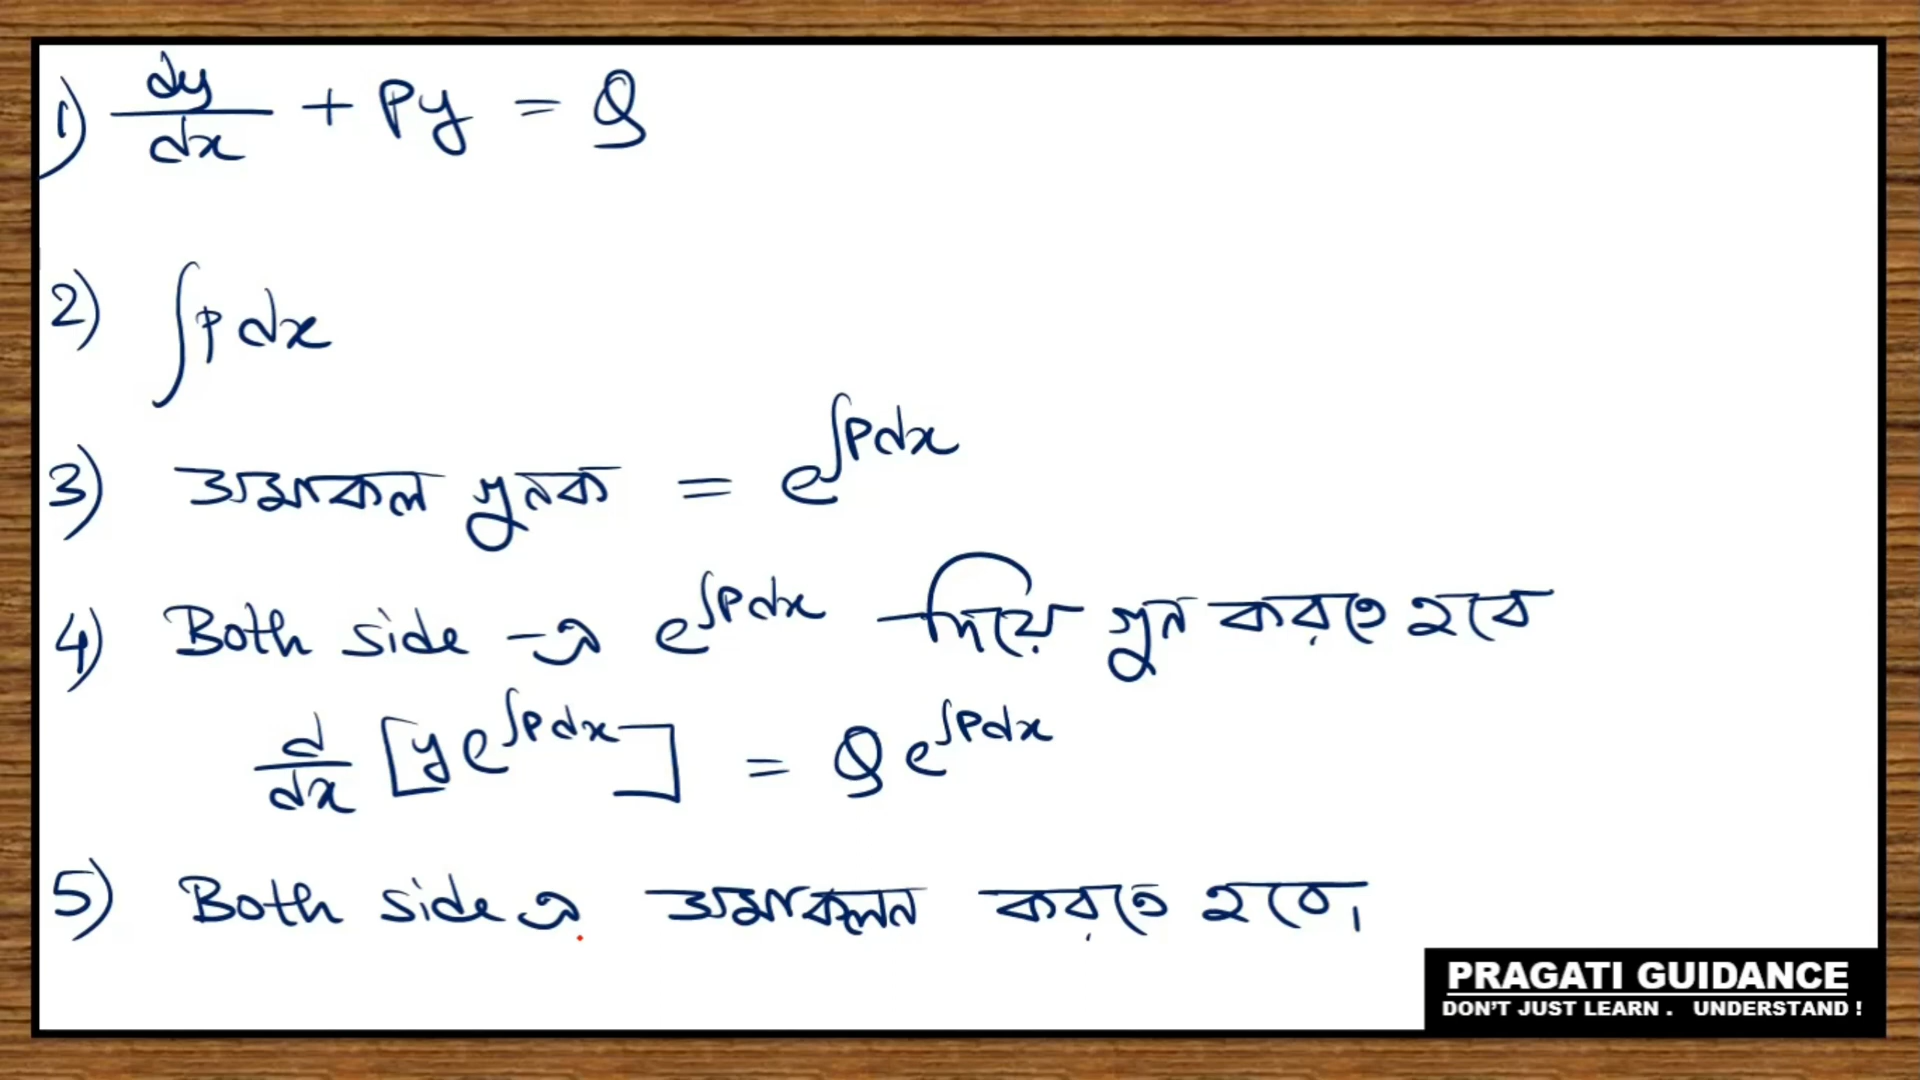 1) dy/dx + Py = Q
2) ∫P dx
3) সমাকল গুনক = e^∫Pdx
4) Both side -এ e^∫Pdx দিয়ে গুন করতে হবে
d/dx [y e^∫Pdx] = Q e^∫Pdx
5) Both side এ সমাকলন করতে হবে।
PRAGATI GUIDANCE
DON'T JUST LEARN . UNDERSTAND !